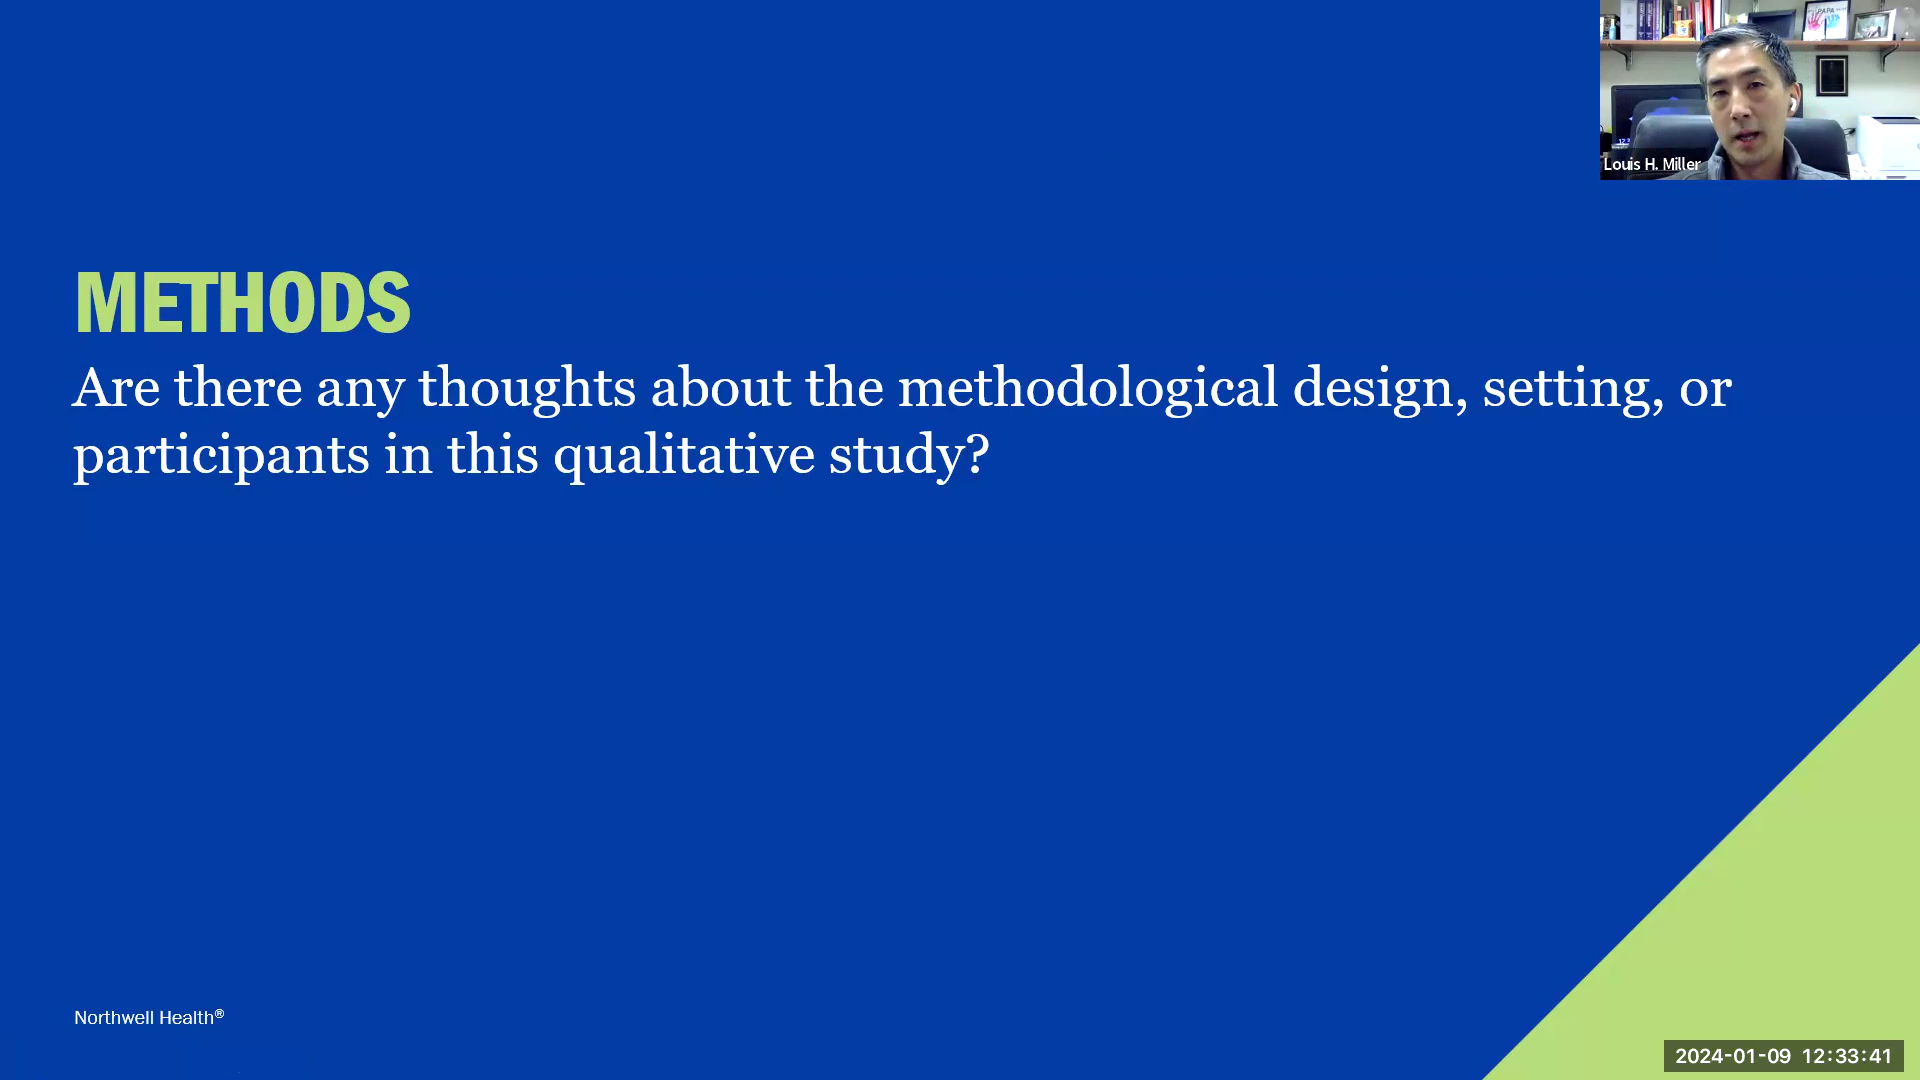 PAPA
Louis H. Miller
METHODS
Are there any thoughts about the methodological design, setting, or
participants in this qualitative study?
Northwell Health®
2024-01-09 12:33:41